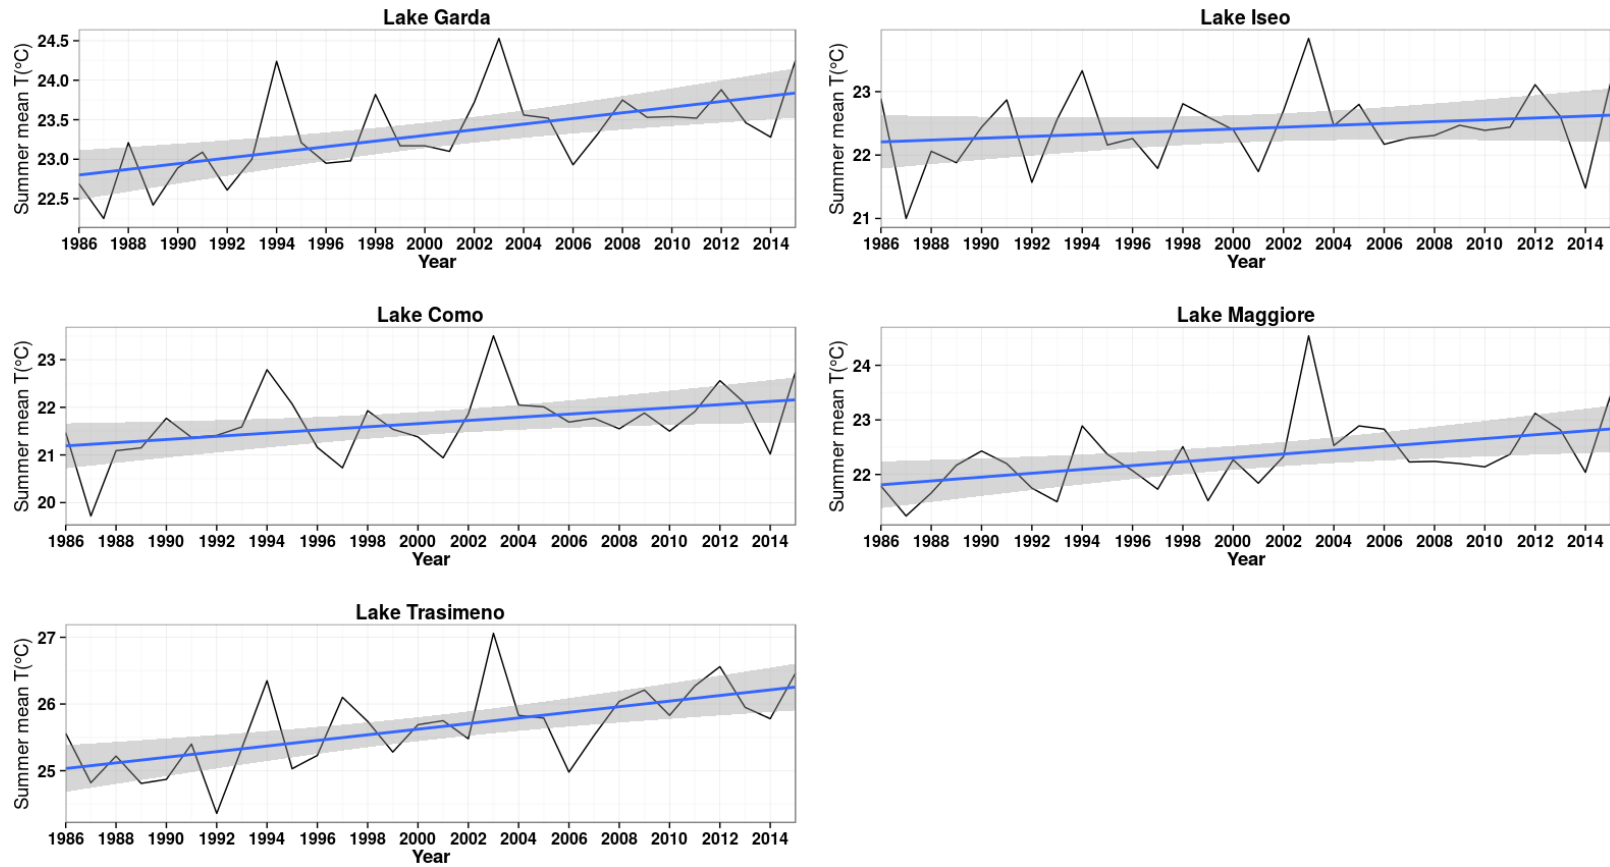 Lake Garda
Summer mean T(°C)
24.5
24.0
23.5
23.0
22.5
1986 1988 1990 1992 1994 1996 1998 2000 2002 2004 2006 2008 2010 2012 2014
Year
Lake Iseo
Summer mean T(°C)
23
22
21
1986 1988 1990 1992 1994 1996 1998 2000 2002 2004 2006 2008 2010 2012 2014
Year
Lake Como
Summer mean T(°C)
23
22
21
20
1986 1988 1990 1992 1994 1996 1998 2000 2002 2004 2006 2008 2010 2012 2014
Year
Lake Maggiore
Summer mean T(°C)
24
23
22
1986 1988 1990 1992 1994 1996 1998 2000 2002 2004 2006 2008 2010 2012 2014
Year
Lake Trasimeno
Summer mean T(°C)
27
26
25
1986 1988 1990 1992 1994 1996 1998 2000 2002 2004 2006 2008 2010 2012 2014
Year